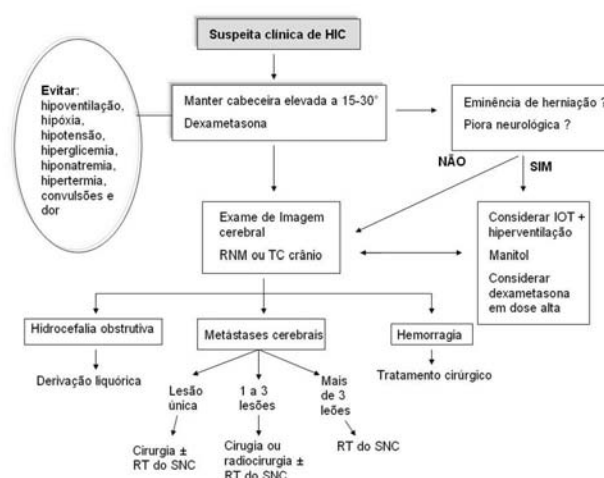 Suspeita clínica de HIC
Evitar:
hipoventilação,
hipóxia,
hipotensão,
hiperglicemia,
hiponatremia,
hipertermia,
convulsões e
dor
Manter cabeceira elevada a 15-30°
Dexametasona
Eminência de herniação ?
Piora neurológica ?
NÃO
SIM
Exame de Imagem
cerebral
RNM ou TC crânio
Considerar IOT +
hiperventilação
Manitol
Considerar
dexametasona
em dose alta
Hidrocefalia obstrutiva
Metástases cerebrais
Hemorragia
Derivação liquórica
Tratamento cirúrgico
Lesão
única
1 a 3
lesões
Mais
de 3
leões
Cirurgia ±
RT do SNC
Cirugia ou
radiocirurgia ±
RT do SNC
RT do SNC